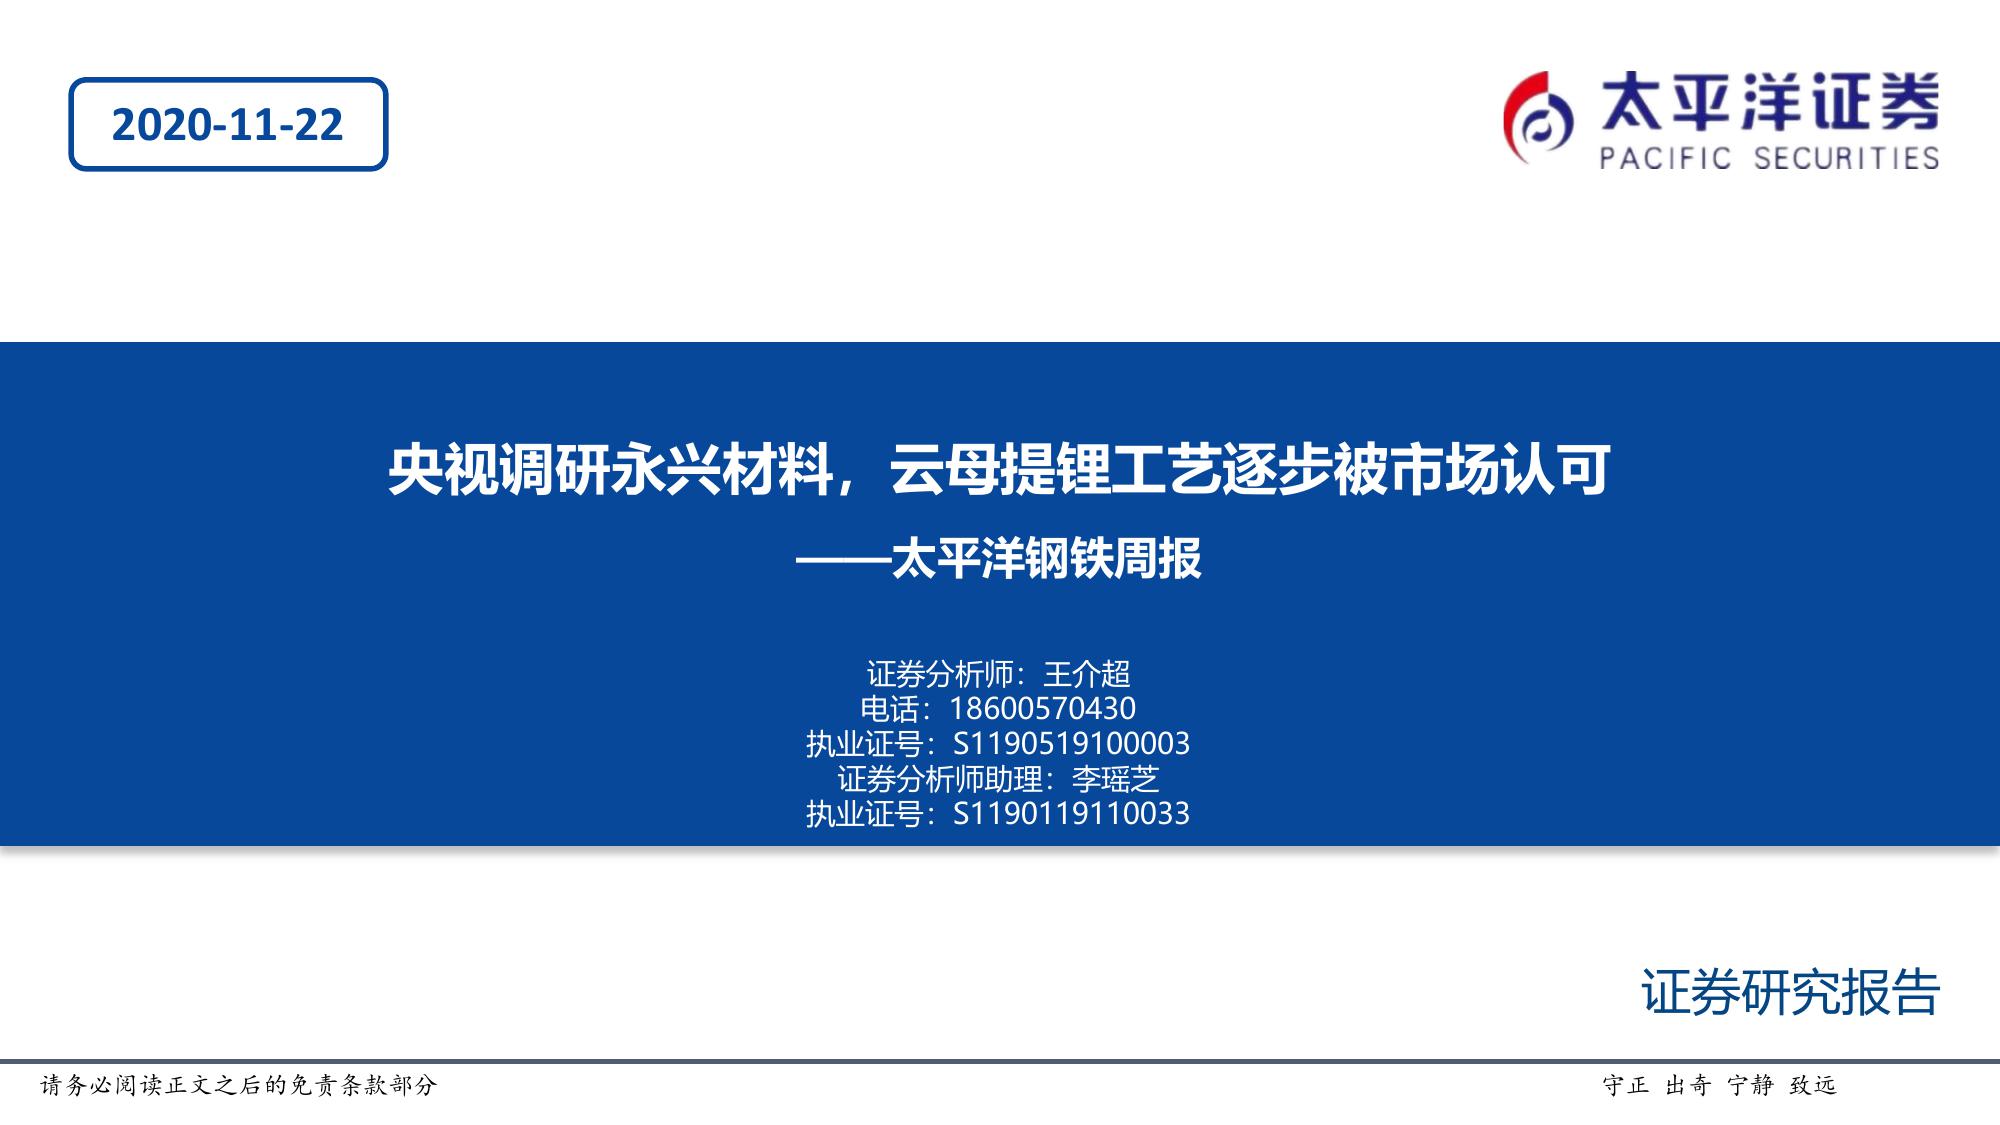 2020-11-22
太平洋证券
PACIFIC SECURITIES
央视调研永兴材料，云母提锂工艺逐步被市场认可
——太平洋钢铁周报
证券分析师：王介超
电话：18600570430
执业证号：S1190519100003
证券分析师助理：李瑶芝
执业证号：S1190119110033
证券研究报告
请务必阅读正文之后的免责条款部分
守正 出奇 宁静 致远